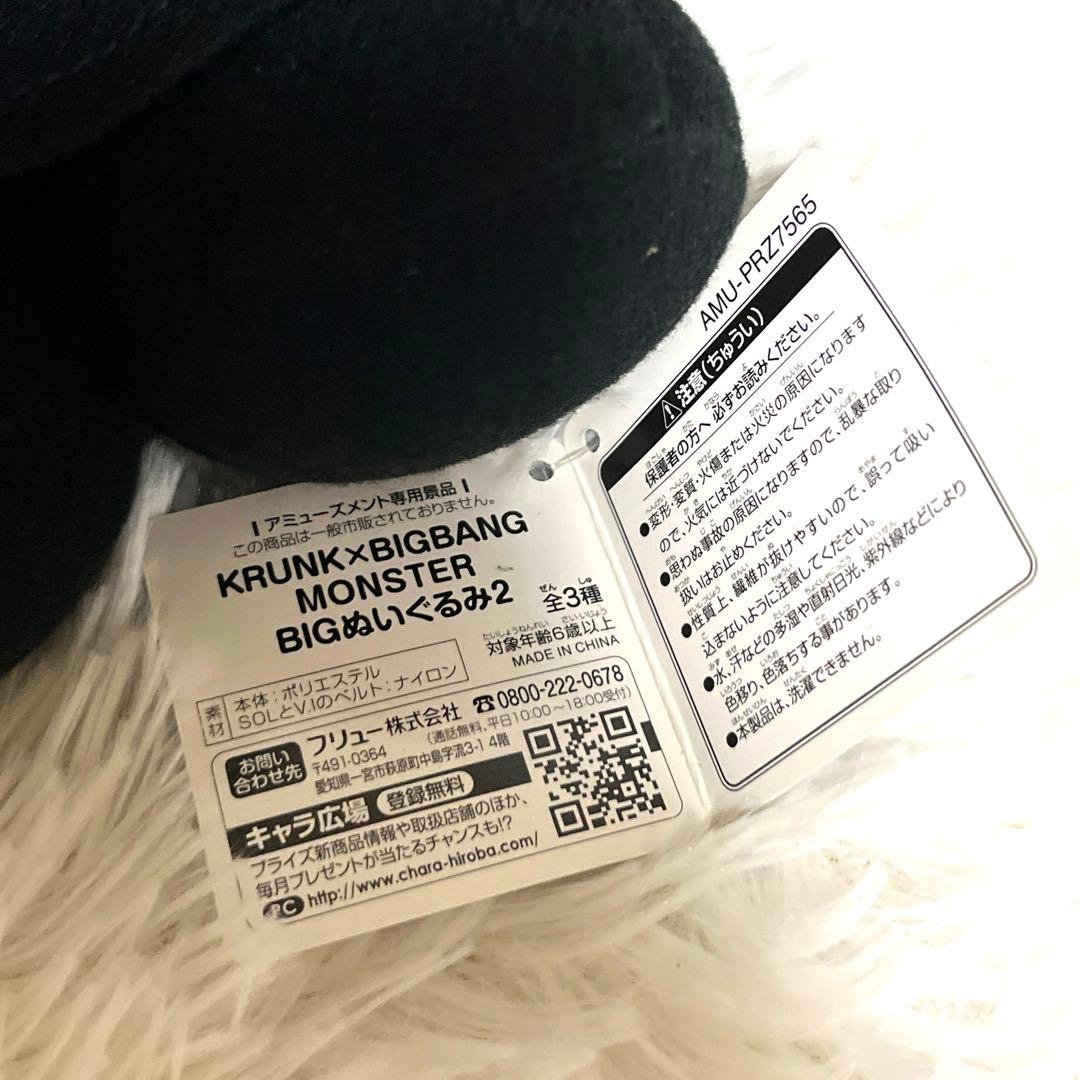 アミューズメント専用景品
この商品は一般市販されておりません。
KRUNK×BIGBANG
MONSTER
BIGぬいぐるみ2 全3種
対象年齢6歳以上
MADE IN CHINA
素材 本体:ポリエステル
SOLとV.Iのベルト:ナイロン
お問い合わせ先
フリュー株式会社 ☎0800-222-0678
〒491-0364 (通話無料、平日10:00~18:00受付)
愛知県一宮市萩原町中島字流3-1 4階
キャラ広場 登録無料
プライズ新商品情報や取扱店舗のほか、
毎月プレゼントが当たるチャンスも!?
PC http://www.chara-hiroba.com/
AMU-PRZ7565
⚠注意(ちゅうい)
保護者の方へ 必ずお読みください。
●変形・変質・火傷または火災の原因になります
ので、火気には近づけないでください。
●思わぬ事故の原因になりますので、乱暴な取り
扱いはお止めください。
●性質上、繊維が抜けやすいので、誤って吸い
込まないように注意してください。
●水、汗などの多湿や直射日光、紫外線などにより
色移り、色落ちする事があります。
●本製品は、洗濯できません。